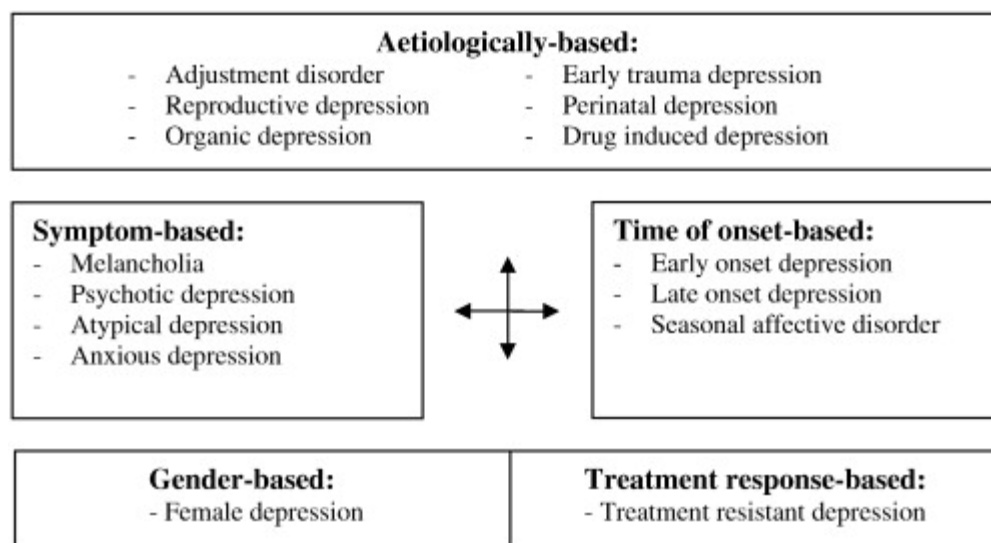 Aetiologically-based:
- Adjustment disorder
- Reproductive depression
- Organic depression
- Early trauma depression
- Perinatal depression
- Drug induced depression
Symptom-based:
- Melancholia
- Psychotic depression
- Atypical depression
- Anxious depression
Time of onset-based:
- Early onset depression
- Late onset depression
- Seasonal affective disorder
Gender-based:
- Female depression
Treatment response-based:
- Treatment resistant depression